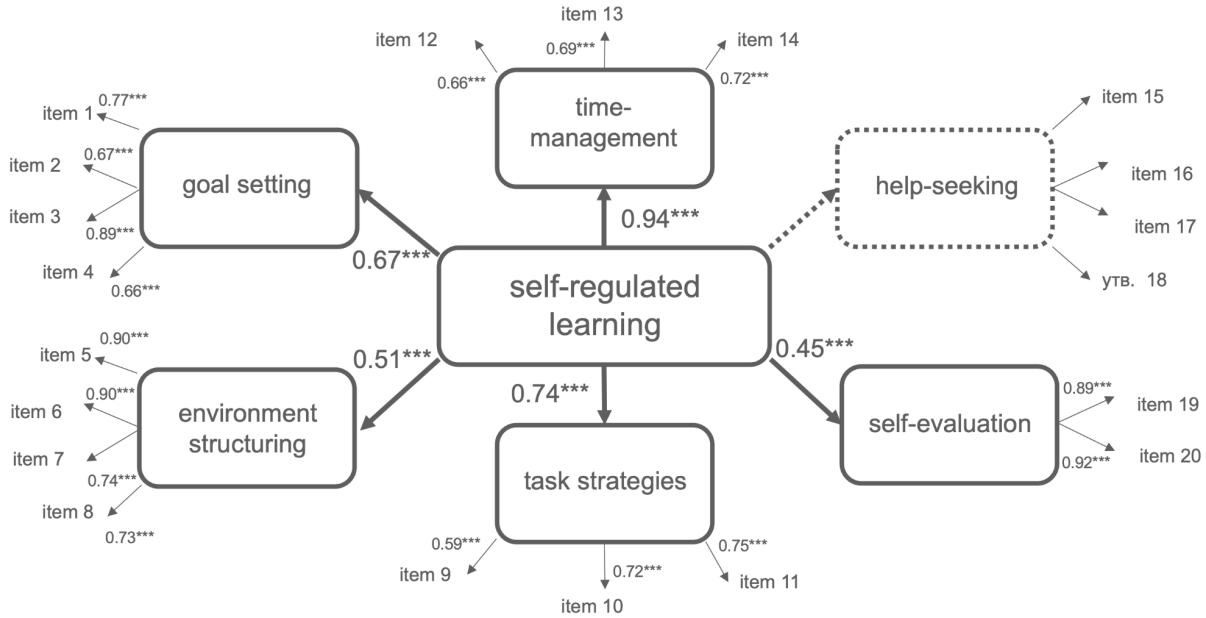 item 13
item 12
item 14
0.69***
0.66***
0.72***
time-
management
item 15
0.77***
item 1
0.67***
item 2
goal setting
item 3
0.89***
item 4
0.66***
help-seeking
item 16
item 17
утв. 18
0.94***
0.67***
self-regulated
learning
0.51***
0.74***
0.45***
0.90***
item 5
0.90***
item 6
environment
structuring
item 7
0.74***
item 8
0.73***
task strategies
0.59***
item 9
0.72***
item 10
0.75***
item 11
self-evaluation
0.89***
item 19
item 20
0.92***